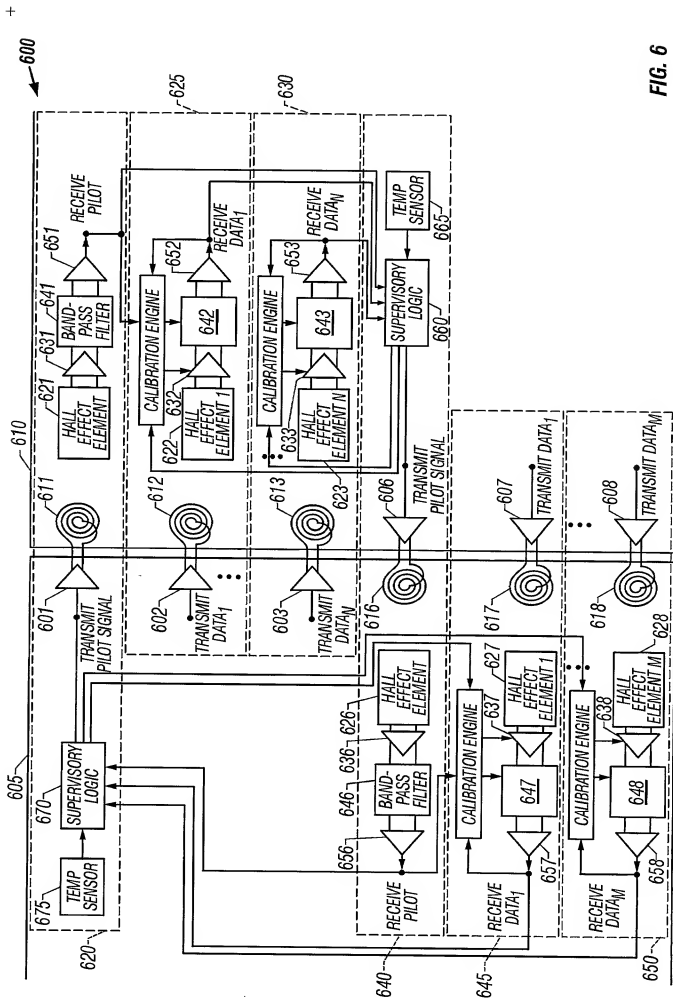 +
600
FIG. 6
610
625
630
621
HALL EFFECT
ELEMENT
631
641
BAND-
PASS
FILTER
651
RECEIVE
PILOT
611
601
TRANSMIT
PILOT SIGNAL
605
670
SUPERVISORY
LOGIC
675
TEMP
SENSOR
620
CALIBRATION ENGINE
642
652
RECEIVE
DATA1
632
622
HALL
EFFECT
ELEMENT 1
612
602
TRANSMIT DATA1
CALIBRATION ENGINE
643
653
RECEIVE DATAN
633
623
HALL
EFFECT
ELEMENT N
613
603
TRANSMIT
DATAN
TEMP
SENSOR
665
SUPERVISORY
LOGIC
660
606
TRANSMIT
PILOT SIGNAL
616
626
HALL
EFFECT
ELEMENT
636
646
BAND-
PASS
FILTER
656
RECEIVE PILOT
640
607
TRANSMIT DATA1
617
627
HALL
EFFECT
ELEMENT 1
637
CALIBRATION ENGINE
647
657
RECEIVE DATA1
645
608
TRANSMIT DATAM
618
628
HALL
EFFECT
ELEMENT M
638
CALIBRATION ENGINE
648
658
RECEIVE DATAM
650